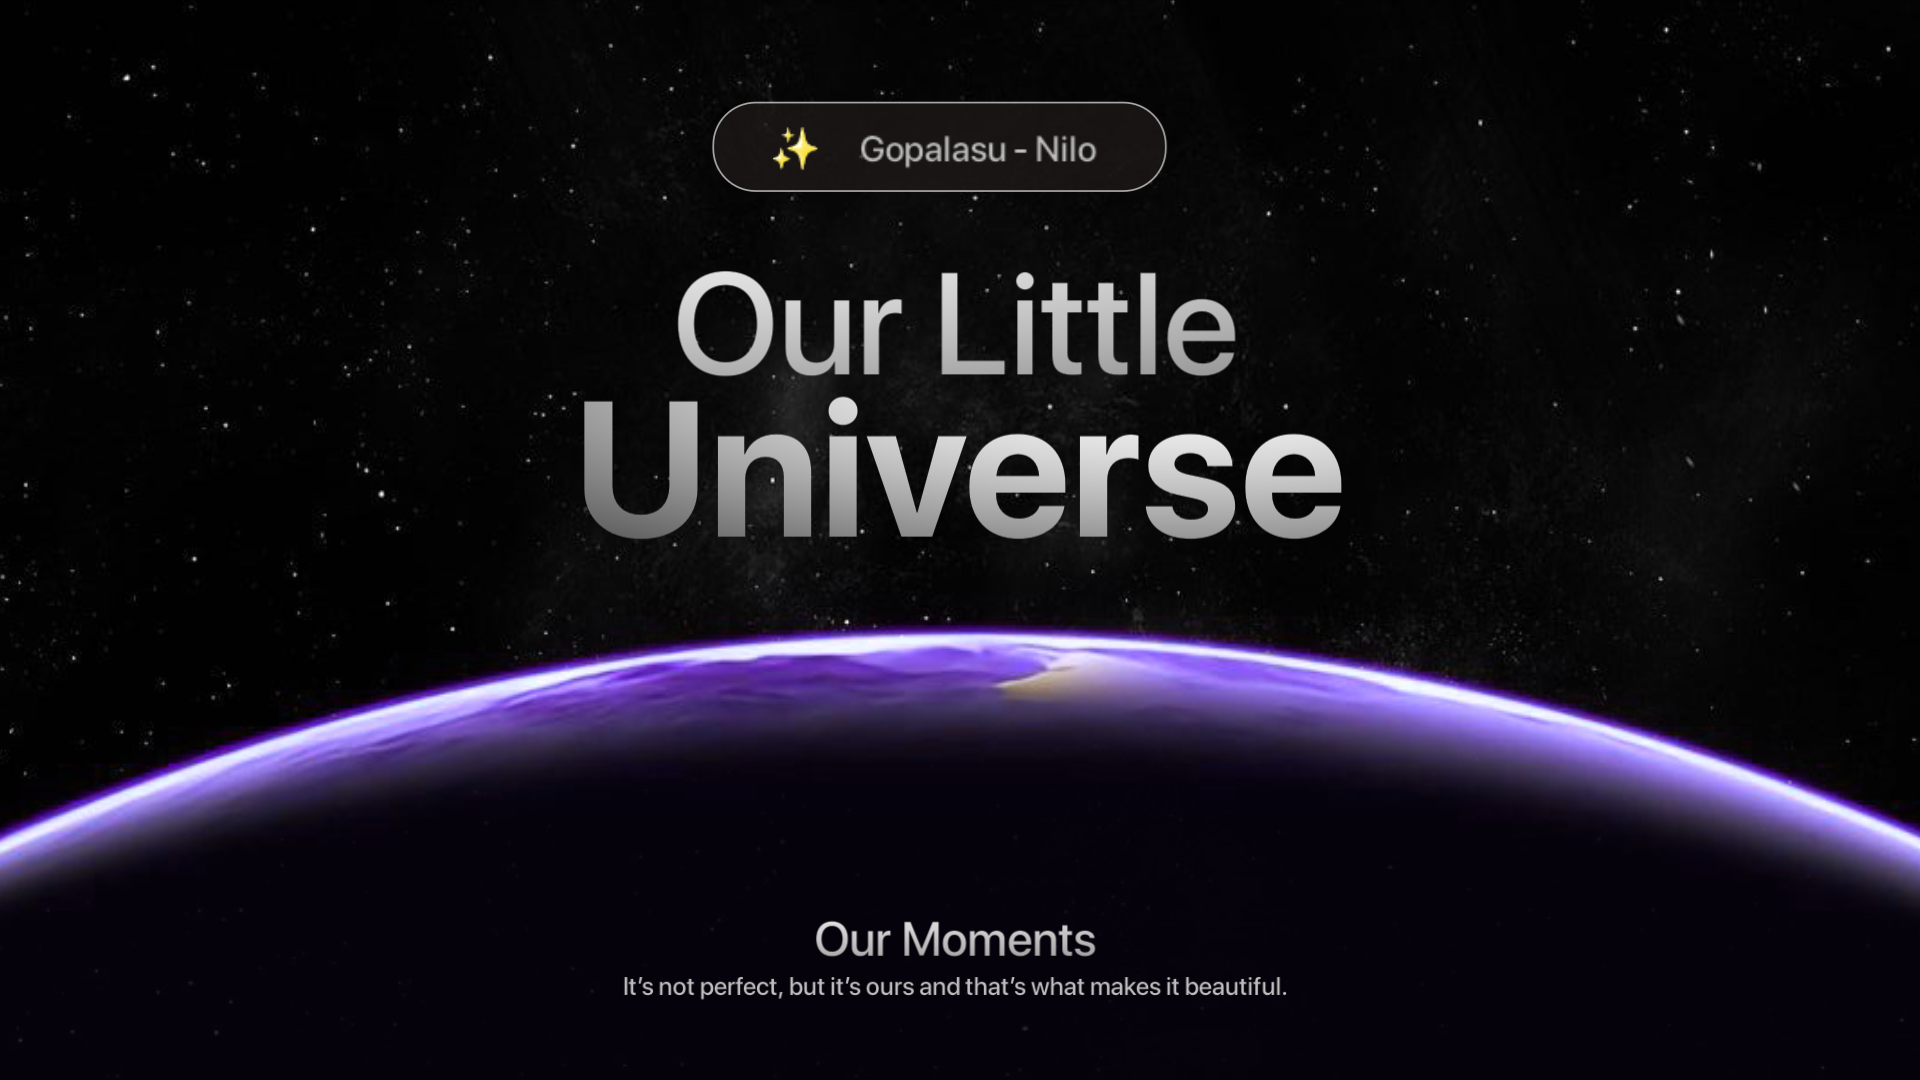 ✨ Gopalasu - Nilo
Our Little
Universe
Our Moments
It’s not perfect, but it’s ours and that’s what makes it beautiful.